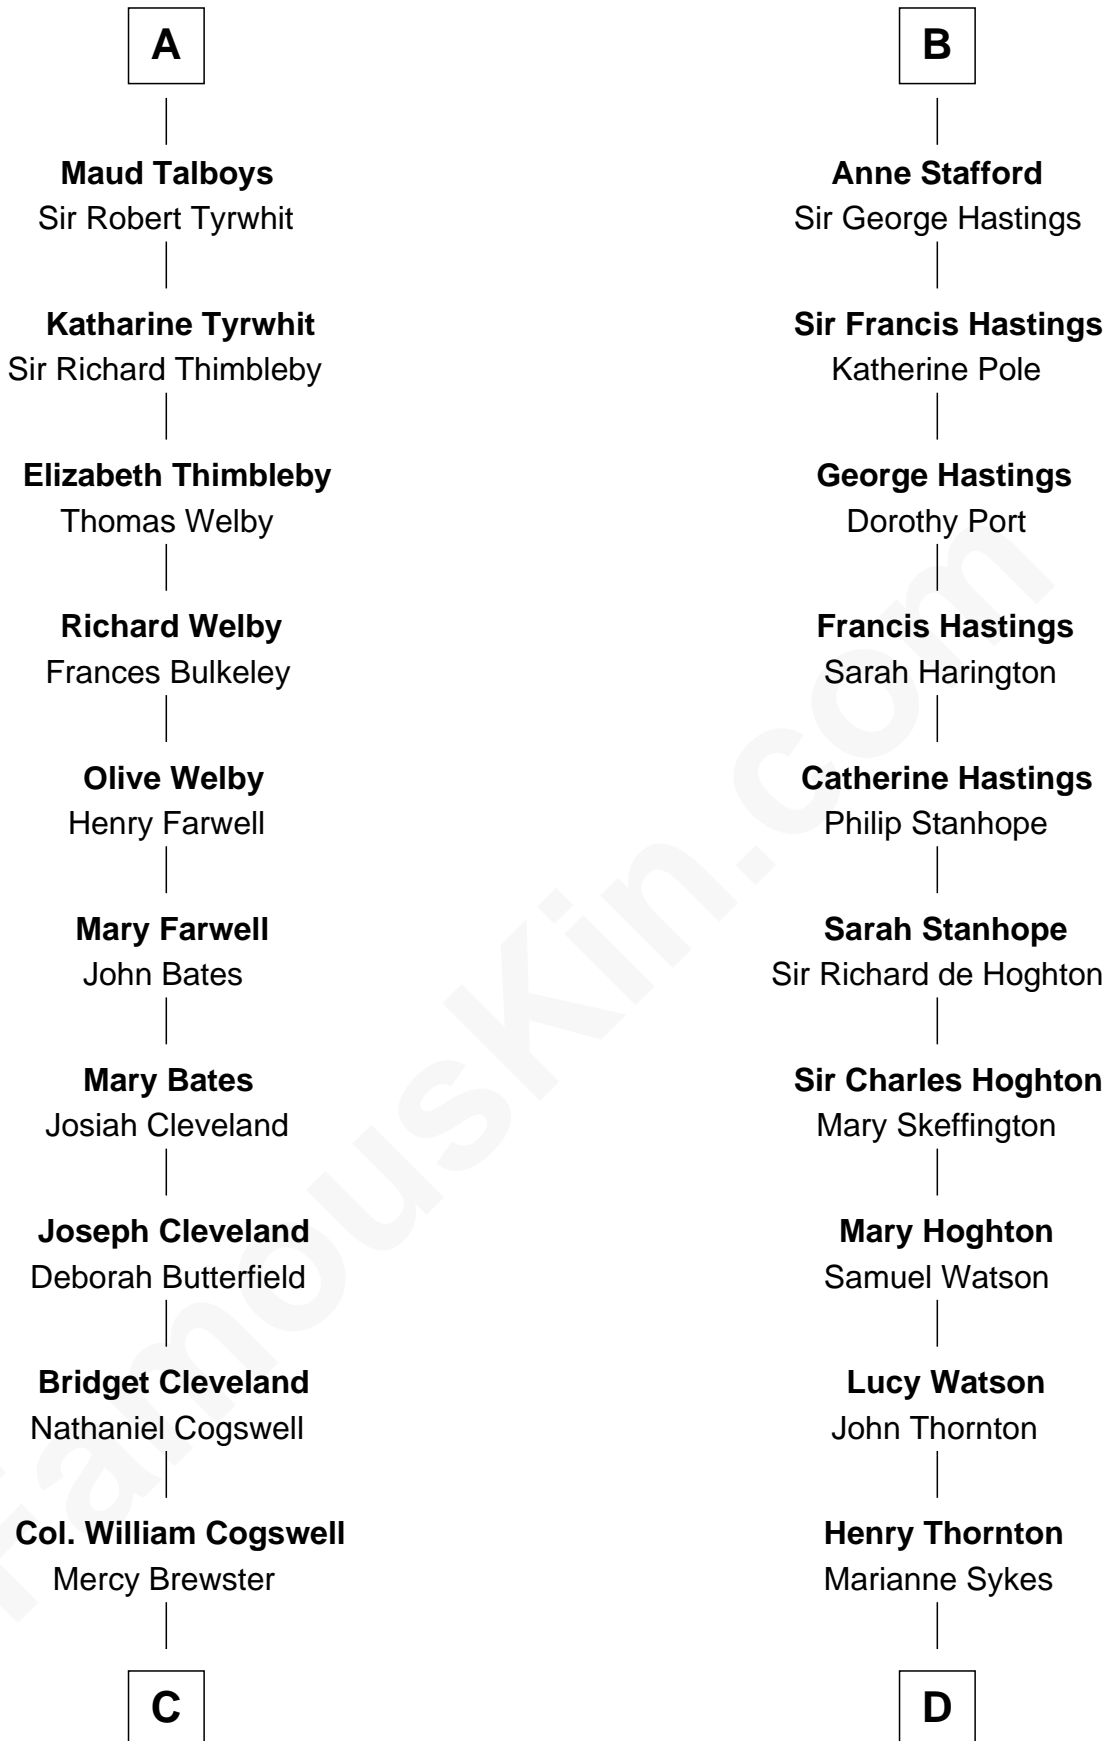 A
Maud Talboys
Sir Robert Tyrwhit
Katharine Tyrwhit
Sir Richard Thimbleby
Elizabeth Thimbleby
Thomas Welby
Richard Welby
Frances Bulkeley
Olive Welby
Henry Farwell
Mary Farwell
John Bates
Mary Bates
Josiah Cleveland
Joseph Cleveland
Deborah Butterfield
Bridget Cleveland
Nathaniel Cogswell
Col. William Cogswell
Mercy Brewster
C
B
Anne Stafford
Sir George Hastings
Sir Francis Hastings
Katherine Pole
George Hastings
Dorothy Port
Francis Hastings
Sarah Harington
Catherine Hastings
Philip Stanhope
Sarah Stanhope
Sir Richard de Hoghton
Sir Charles Hoghton
Mary Skeffington
Mary Hoghton
Samuel Watson
Lucy Watson
John Thornton
Henry Thornton
Marianne Sykes
D
FamousKin.com